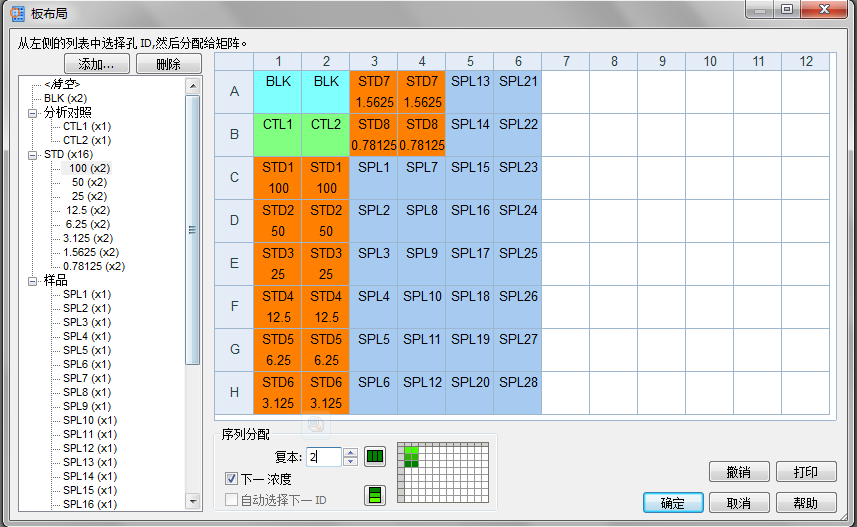 板布局
从左侧的列表中选择孔 ID,然后分配给矩阵。
添加...
删除
<清空>
BLK (x2)
分析对照
CTL1 (x1)
CTL2 (x1)
STD (x16)
100 (x2)
50 (x2)
25 (x2)
12.5 (x2)
6.25 (x2)
3.125 (x2)
1.5625 (x2)
0.78125 (x2)
样品
SPL1 (x1)
SPL2 (x1)
SPL3 (x1)
SPL4 (x1)
SPL5 (x1)
SPL6 (x1)
SPL7 (x1)
SPL8 (x1)
SPL9 (x1)
SPL10 (x1)
SPL11 (x1)
SPL12 (x1)
SPL13 (x1)
SPL14 (x1)
SPL15 (x1)
SPL16 (x1)
1 2 3 4 5 6 7 8 9 10 11 12
A BLK BLK STD7 STD7 SPL13 SPL21
1.5625 1.5625
B CTL1 CTL2 STD8 STD8 SPL14 SPL22
0.78125 0.78125
C STD1 STD1 SPL1 SPL7 SPL15 SPL23
100 100
D STD2 STD2 SPL2 SPL8 SPL16 SPL24
50 50
E STD3 STD3 SPL3 SPL9 SPL17 SPL25
25 25
F STD4 STD4 SPL4 SPL10 SPL18 SPL26
12.5 12.5
G STD5 STD5 SPL5 SPL11 SPL19 SPL27
6.25 6.25
H STD6 STD6 SPL6 SPL12 SPL20 SPL28
3.125 3.125
序列分配
复本: 2
下一 浓度
自动选择下一 ID
撤销
打印
确定
取消
帮助